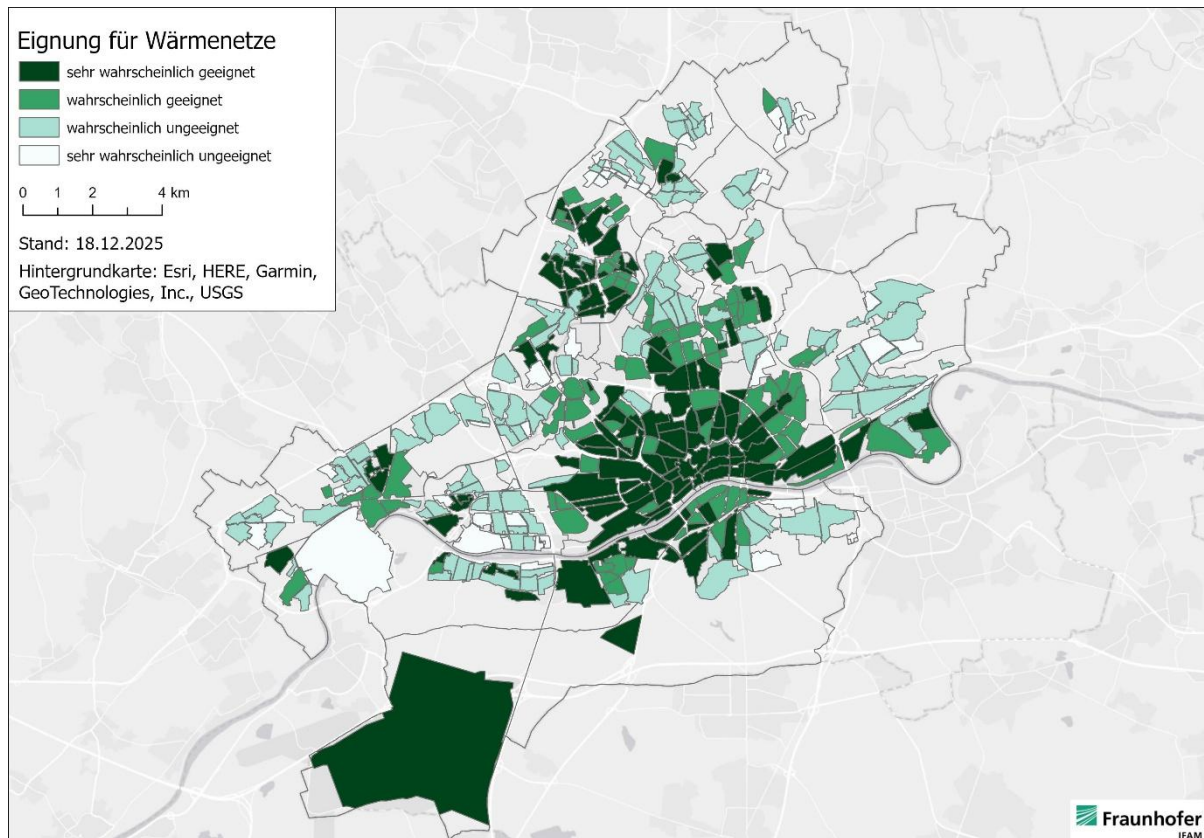 Eignung für Wärmenetze
sehr wahrscheinlich geeignet
wahrscheinlich geeignet
wahrscheinlich ungeeignet
sehr wahrscheinlich ungeeignet
0 1 2 4 km
Stand: 18.12.2025
Hintergrundkarte: Esri, HERE, Garmin,
GeoTechnologies, Inc., USGS
Fraunhofer
IFAM